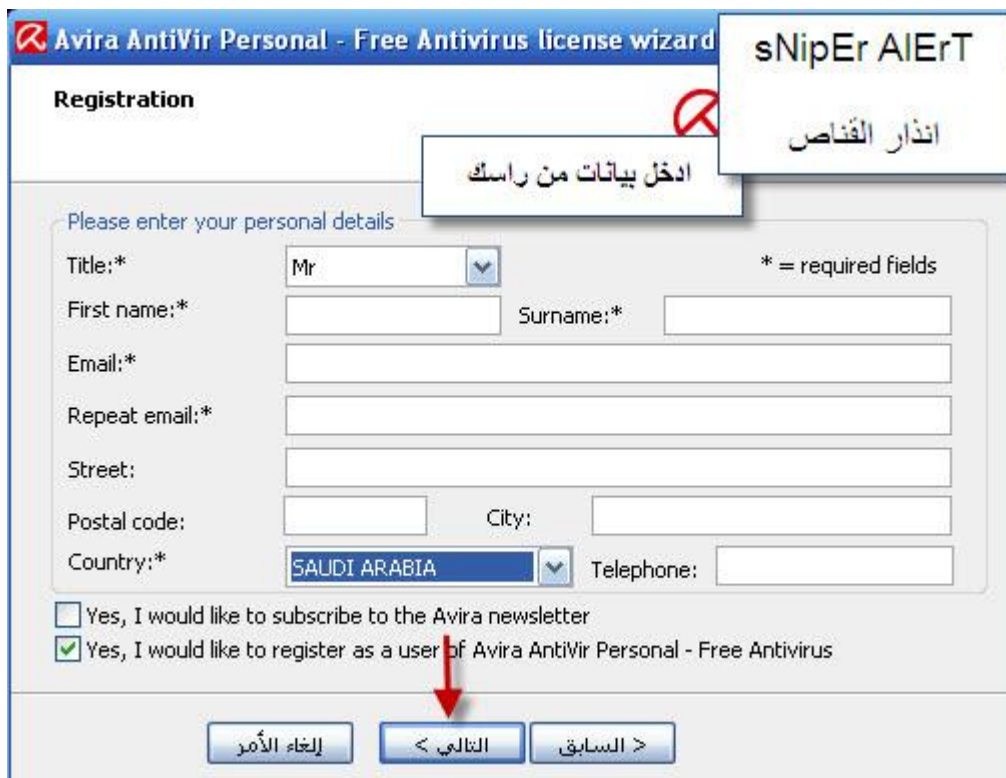 Avira AntiVir Personal - Free Antivirus license wizard
sNipEr AlErT
انذار القناص
Registration
ادخل بيانات من راسك
Please enter your personal details
Title:* Mr * = required fields
First name:* Surname:*
Email:*
Repeat email:*
Street:
Postal code: City:
Country:* SAUDI ARABIA Telephone:
Yes, I would like to subscribe to the Avira newsletter
Yes, I would like to register as a user of Avira AntiVir Personal - Free Antivirus
إلغاء الأمر التالي > < السابق